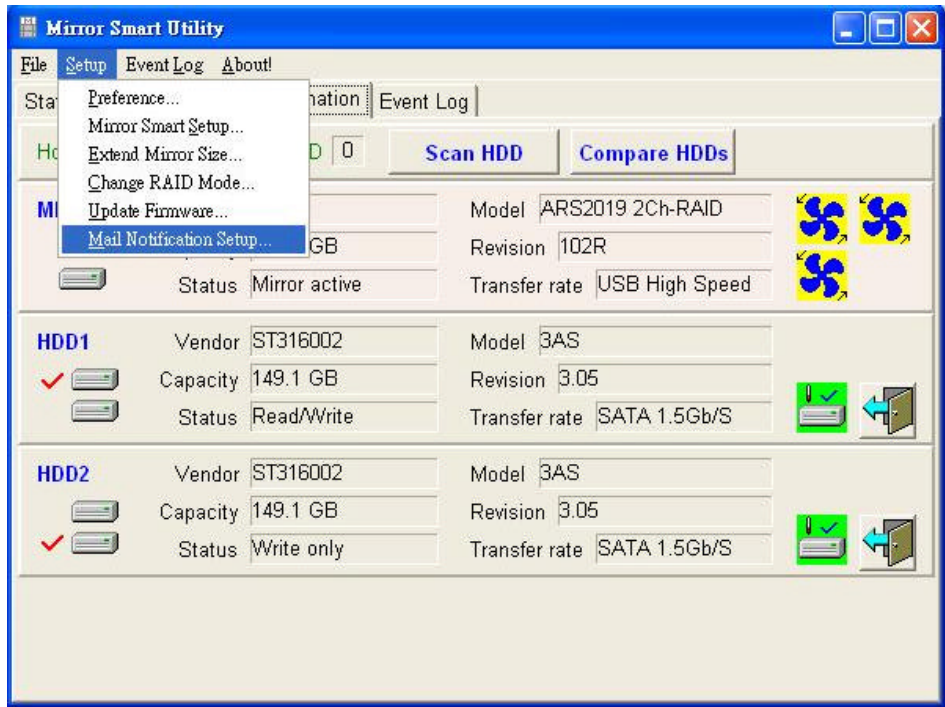 Mirror Smart Utility
File Setup Event Log About!
Preference...
Mirror Smart Setup...
Extend Mirror Size...
Change RAID Mode...
Update Firmware...
Mail Notification Setup...
Event Log
0 Scan HDD Compare HDDs
Model ARS2019 2Ch-RAID
GB Revision 102R
Status Mirror active Transfer rate USB High Speed
HDD1 Vendor ST316002 Model 3AS
Capacity 149.1 GB Revision 3.05
Status Read/Write Transfer rate SATA 1.5Gb/S
HDD2 Vendor ST316002 Model 3AS
Capacity 149.1 GB Revision 3.05
Status Write only Transfer rate SATA 1.5Gb/S